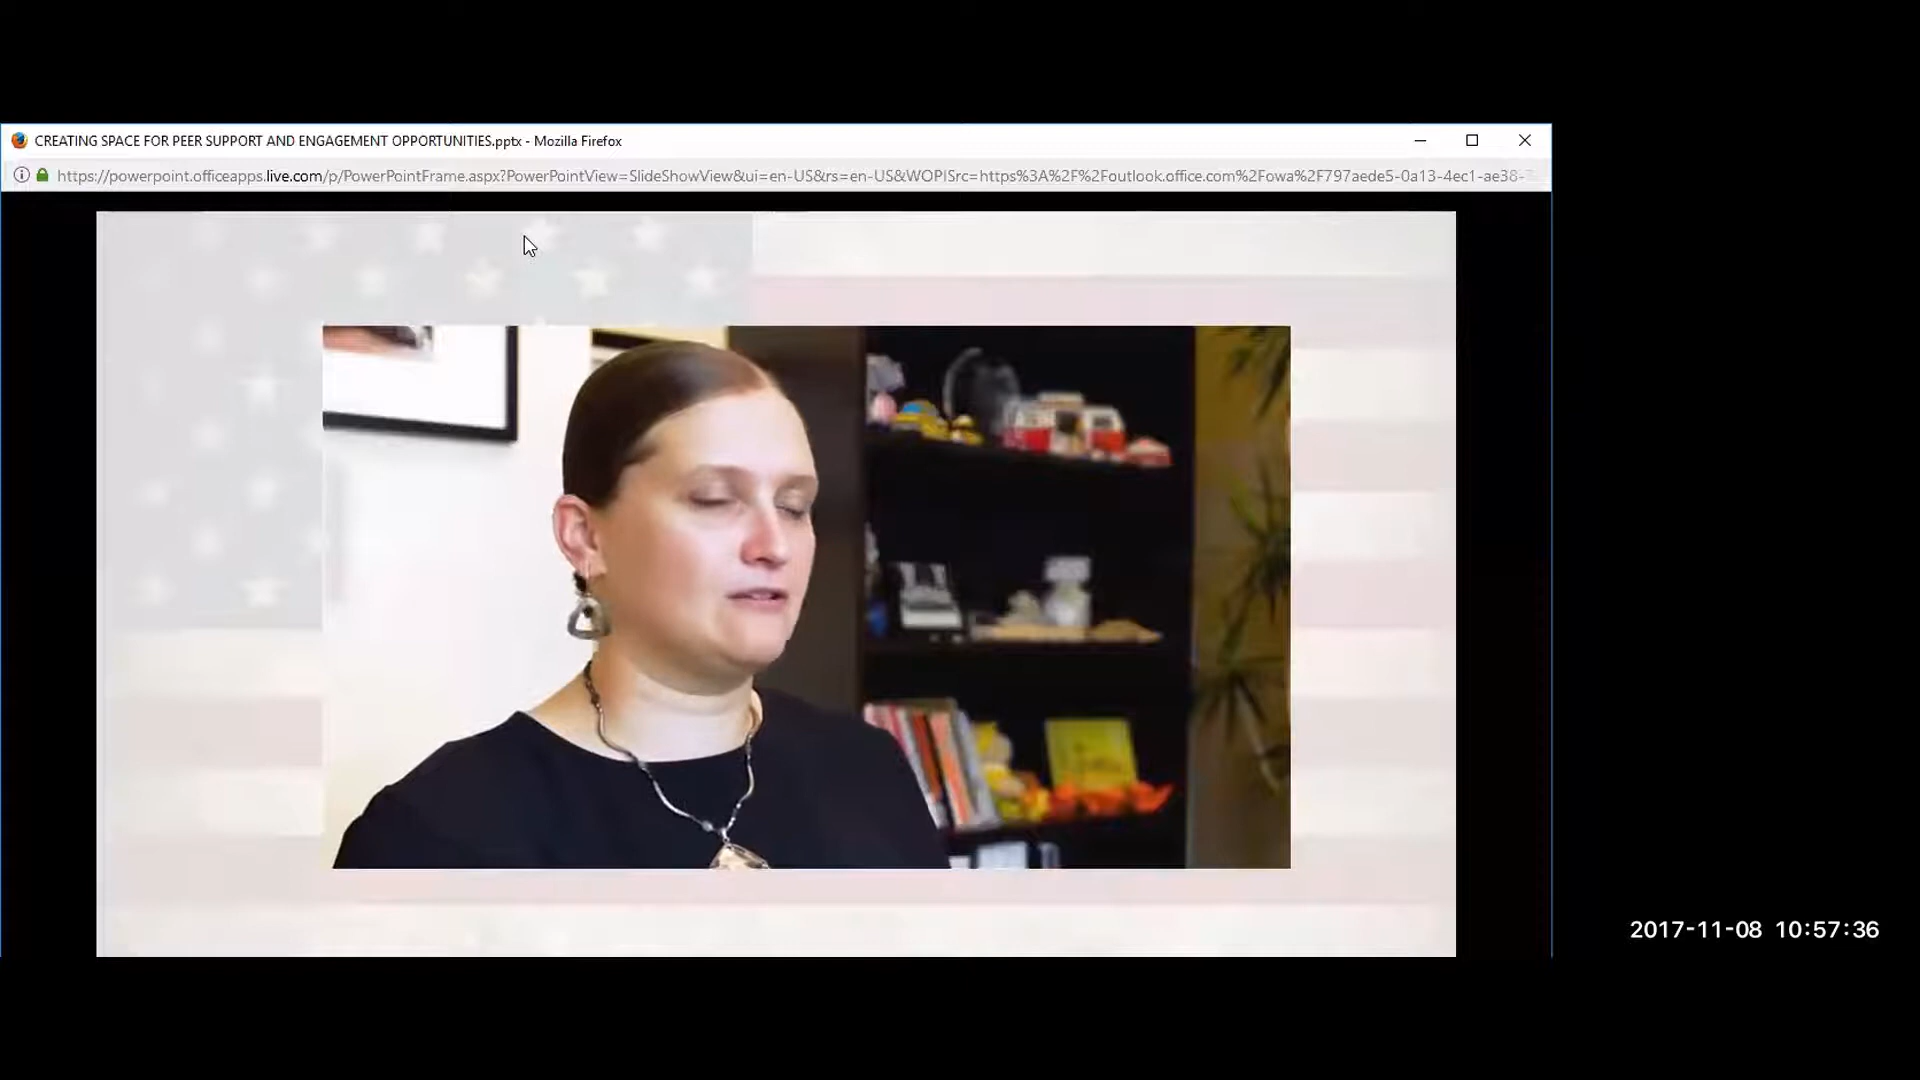 CREATING SPACE FOR PEER SUPPORT AND ENGAGEMENT OPPORTUNITIES.pptx - Mozilla Firefox
https://powerpoint.officeapps.live.com/p/PowerPointFrame.aspx?PowerPointView=SlideShowView&ui=en-US&rs=en-US&WOPISrc=https%3A%2F%2Foutlook.office.com%2Fowa%2F797aede5-0a13-4ec1-ae38-
2017-11-08 10:57:36